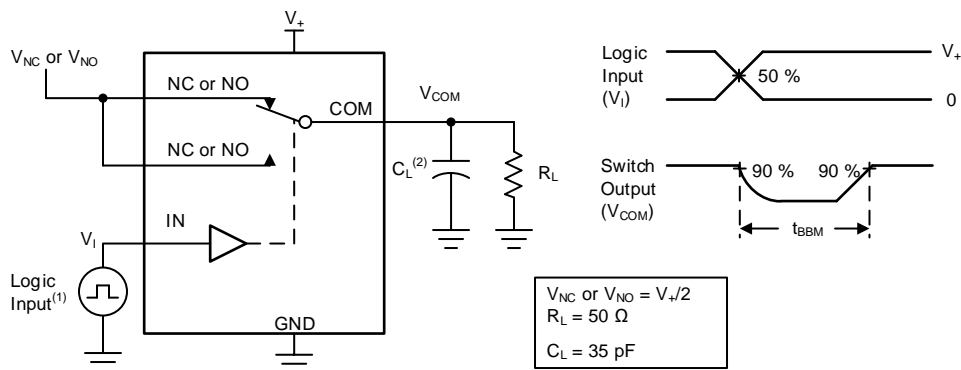 V+
VNC or VNO
NC or NO
COM
VCOM
NC or NO
CL(2)
RL
IN
VI
Logic
Input(1)
GND
Logic
Input
(VI)
50 %
V+
0
Switch
Output
(VCOM)
90 %
90 %
tBBM
VNC or VNO = V+/2
RL = 50 Ω
CL = 35 pF